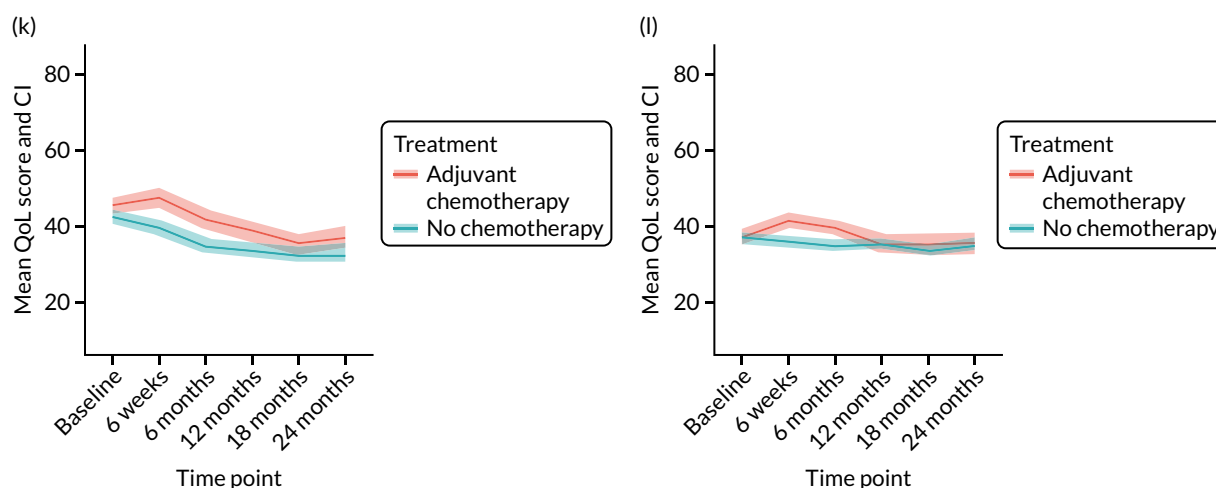 (k)
Mean QoL score and CI
80
60
40
20
Baseline
6 weeks
6 months
12 months
18 months
24 months
Time point
Treatment
Adjuvant
chemotherapy
No chemotherapy
(l)
Mean QoL score and CI
80
60
40
20
Baseline
6 weeks
6 months
12 months
18 months
24 months
Time point
Treatment
Adjuvant
chemotherapy
No chemotherapy